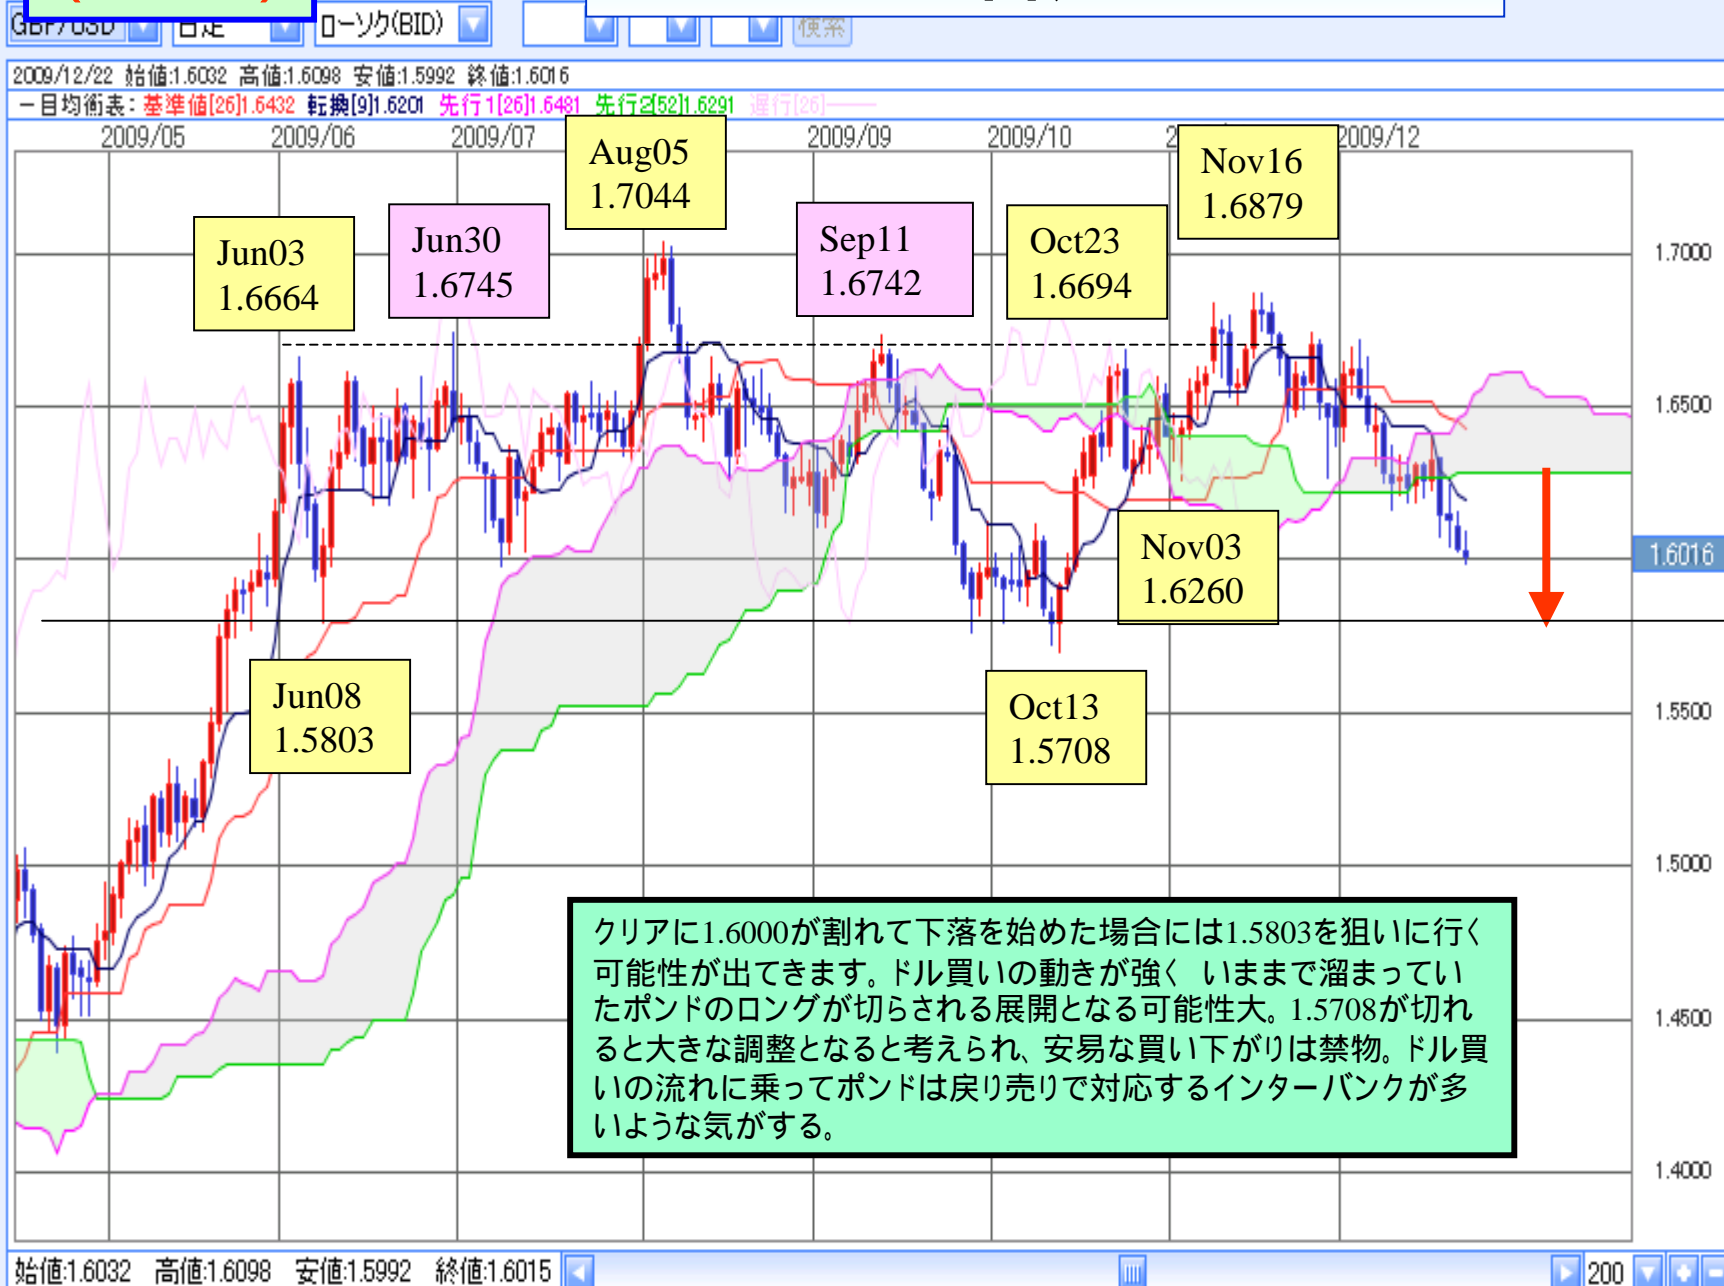 GBP/USD 日足 ローソク(BID) 検索
2009/12/22 始値:1.6032 高値:1.6098 安値:1.5992 終値:1.6016
一目均衡表: 基準値[26]1.6432 転換[9]1.6201 先行1[26]1.6481 先行2[52]1.6291 遅行[26]――
2009/05 2009/06 2009/07 2009/09 2009/10 2009/12
Aug05
1.7044
Nov16
1.6879
Jun03
1.6664
Jun30
1.6745
Sep11
1.6742
Oct23
1.6694
1.7000
1.6500
Nov03
1.6260
1.6016
Jun08
1.5803
Oct13
1.5708
1.5500
1.5000
1.4500
1.4000
クリアに1.6000が割れて下落を始めた場合には1.5803を狙いに行く
可能性が出てきます。ドル買いの動きが強く いままで溜まってい
たポンドのロングが切らされる展開となる可能性大。1.5708が切れ
ると大きな調整となると考えられ、安易な買い下がりは禁物。ドル買
いの流れに乗ってポンドは戻り売りで対応するインターバンクが多
いような気がする。
始値:1.6032 高値:1.6098 安値:1.5992 終値:1.6015 200